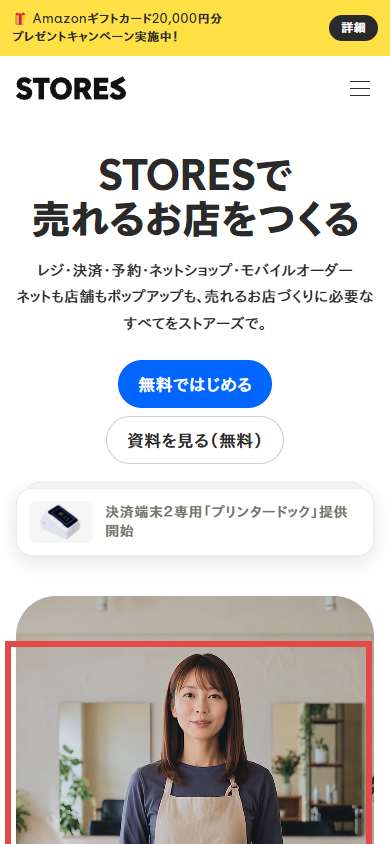 Amazonギフトカード20,000円分
プレゼントキャンペーン実施中！
詳細
STORES
STORESで
売れるお店をつくる
レジ・決済・予約・ネットショップ・モバイルオーダー
ネットも店舗もポップアップも、売れるお店づくりに必要な
すべてをストアーズで。
無料ではじめる
資料を見る（無料）
決済端末2専用「プリンタードック」提供
開始